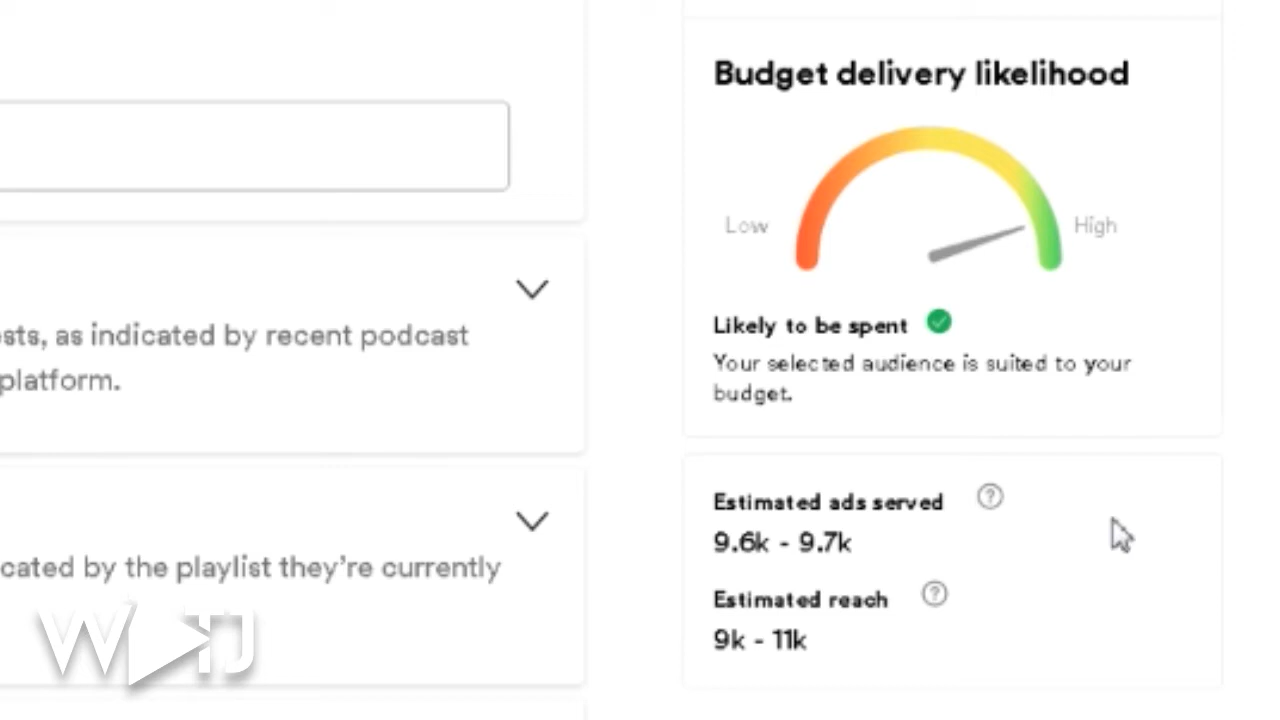 Budget delivery likelihood
Low
High
Likely to be spent
Your selected audience is suited to your
budget.
sts, as indicated by recent podcast
platform.
Estimated ads served
9.6k - 9.7k
Estimated reach
9k - 11k
cated by the playlist they're currently